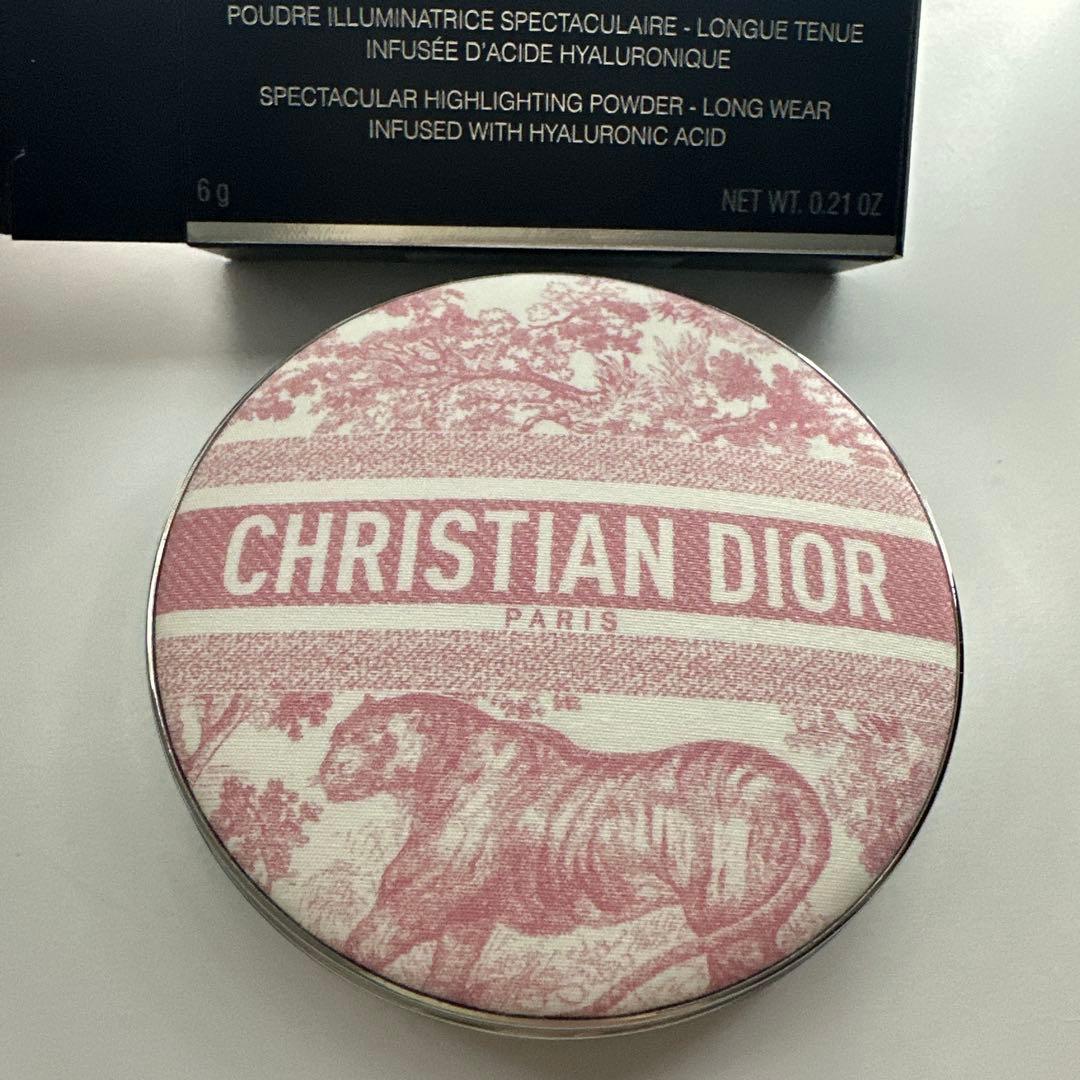 POUDRE ILLUMINATRICE SPECTACULAIRE - LONGUE TENUE
INFUSÉE D'ACIDE HYALURONIQUE
SPECTACULAR HIGHLIGHTING POWDER - LONG WEAR
INFUSED WITH HYALURONIC ACID
6 g
NET WT. 0.21 OZ
CHRISTIAN DIOR
PARIS